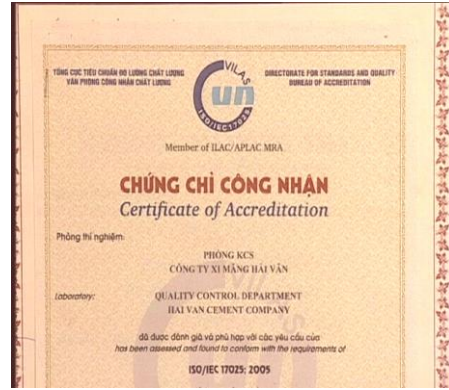 TỔNG CỤC TIÊU CHUẨN ĐO LƯỜNG CHẤT LƯỢNG
VĂN PHÒNG CÔNG NHẬN CHẤT LƯỢNG
VILAS
ISO/IEC 17025
DIRECTORATE FOR STANDARDS AND QUALITY
BUREAU OF ACCREDITATION
Member of ILAC/APLAC MRA
CHỨNG CHỈ CÔNG NHẬN
Certificate of Accreditation
Phòng thí nghiệm:
PHÒNG KCS
CÔNG TY XI MĂNG HẢI VÂN
Laboratory:
QUALITY CONTROL DEPARTMENT
HAI VAN CEMENT COMPANY
đã được đánh giá và phù hợp với các yêu cầu của
has been assessed and found to conform with the requirements of
ISO/IEC 17025: 2005